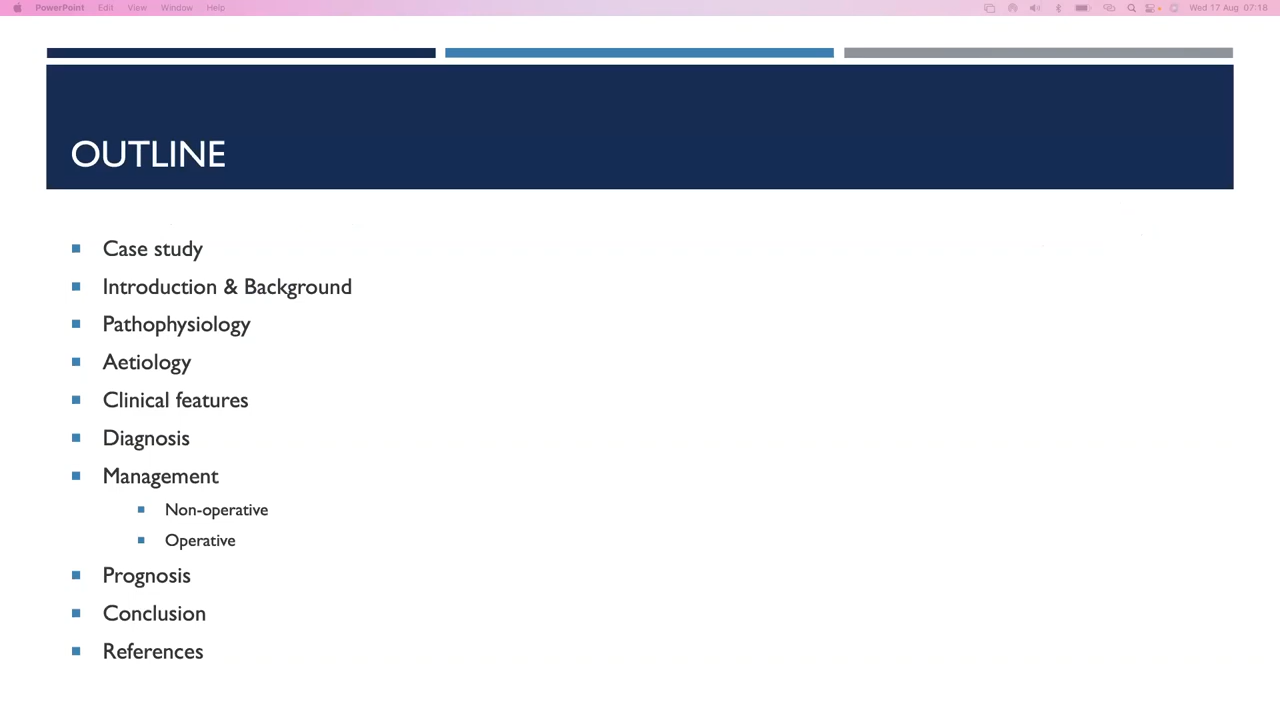 PowerPoint Edit View Window Help Wed 17 Aug 07:18
OUTLINE
Case study
Introduction & Background
Pathophysiology
Aetiology
Clinical features
Diagnosis
Management
Non-operative
Operative
Prognosis
Conclusion
References